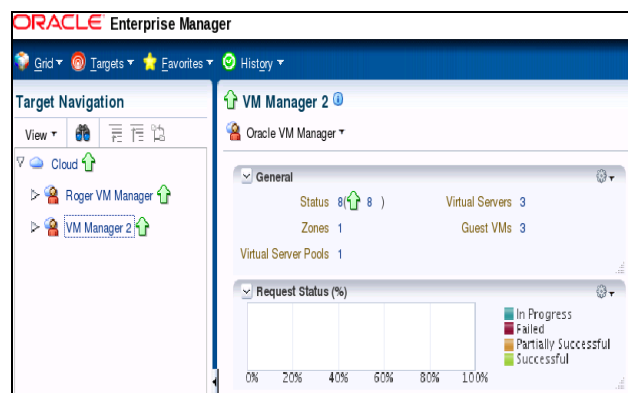 ORACLE Enterprise Manager
Grid Targets Favorites History
Target Navigation
View
Cloud
Roger VM Manager
VM Manager 2
VM Manager 2
Oracle VM Manager
General
Status 8( 8 ) Virtual Servers 3
Zones 1 Guest VMs 3
Virtual Server Pools 1
Request Status (%)
In Progress
Failed
Partially Successful
Successful
0% 20% 40% 60% 80% 100%